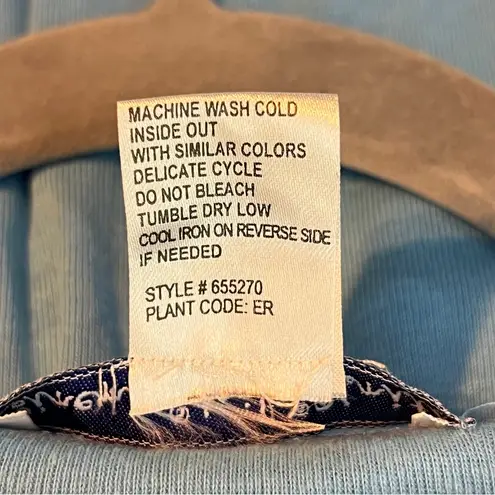 MACHINE WASH COLD
INSIDE OUT
WITH SIMILAR COLORS
DELICATE CYCLE
DO NOT BLEACH
TUMBLE DRY LOW
COOL IRON ON REVERSE SIDE
IF NEEDED
STYLE # 655270
PLANT CODE: ER